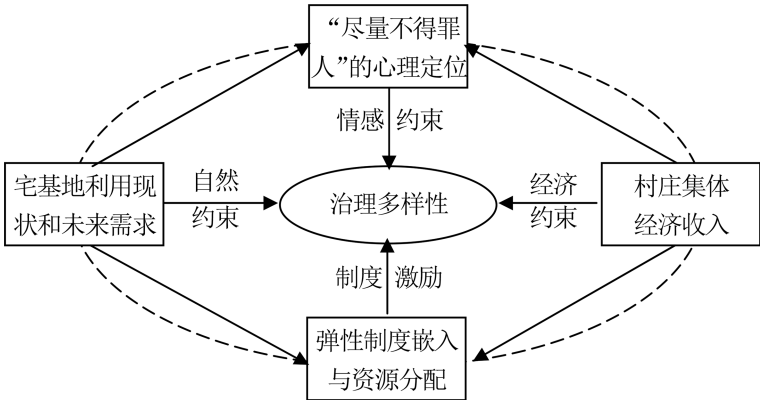 “尽量不得罪
人”的心理定位
情感 约束
宅基地利用现
状和未来需求
自然
约束
治理多样性
经济
约束
村庄集体
经济收入
制度 激励
弹性制度嵌入
与资源分配